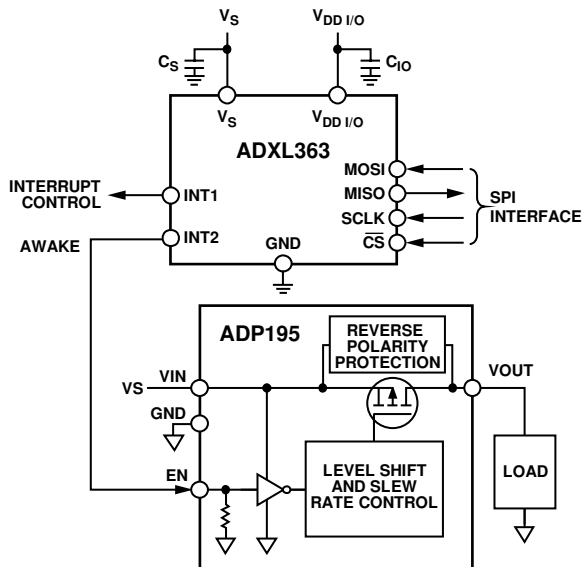 VS
VDD I/O
CS
CIO
VS
VDD I/O
ADXL363
MOSI
MISO
SCLK
CS
SPI
INTERFACE
INTERRUPT
CONTROL
INT1
INT2
AWAKE
GND
ADP195
REVERSE
POLARITY
PROTECTION
VS
VIN
VOUT
GND
EN
LEVEL SHIFT
AND SLEW
RATE CONTROL
LOAD